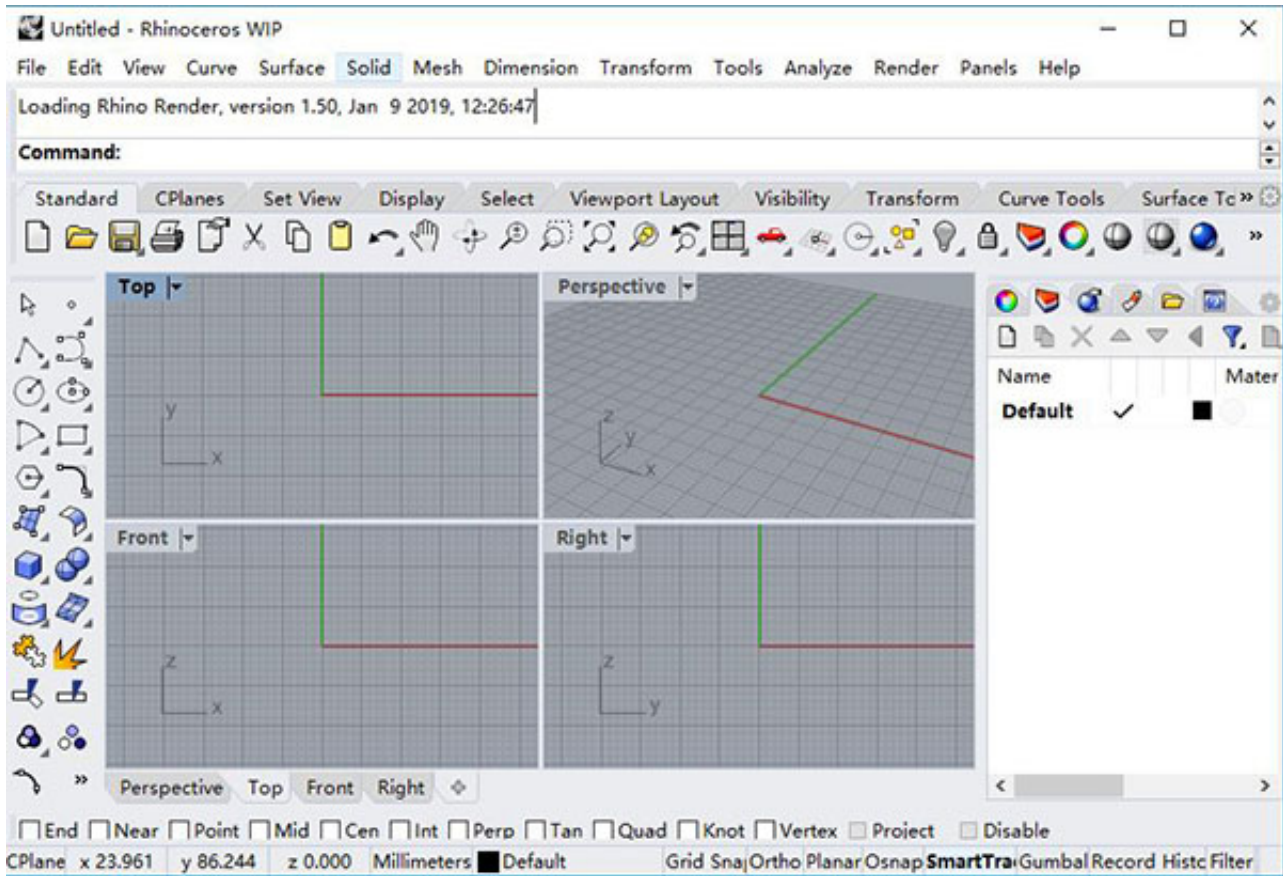 Untitled - Rhinoceros WIP
File Edit View Curve Surface Solid Mesh Dimension Transform Tools Analyze Render Panels Help
Loading Rhino Render, version 1.50, Jan 9 2019, 12:26:47
Command:
Standard CPlanes Set View Display Select Viewport Layout Visibility Transform Curve Tools Surface Tc »
»
Top
Perspective
Name Mater
Default
y
x
z
y
x
Front
Right
z
x
z
y
»
Perspective Top Front Right
End Near Point Mid Cen Int Perp Tan Quad Knot Vertex Project Disable
CPlane x 23.961 y 86.244 z 0.000 Millimeters Default Grid Snap Ortho Planar Osnap SmartTra Gumbal Record Histo Filter